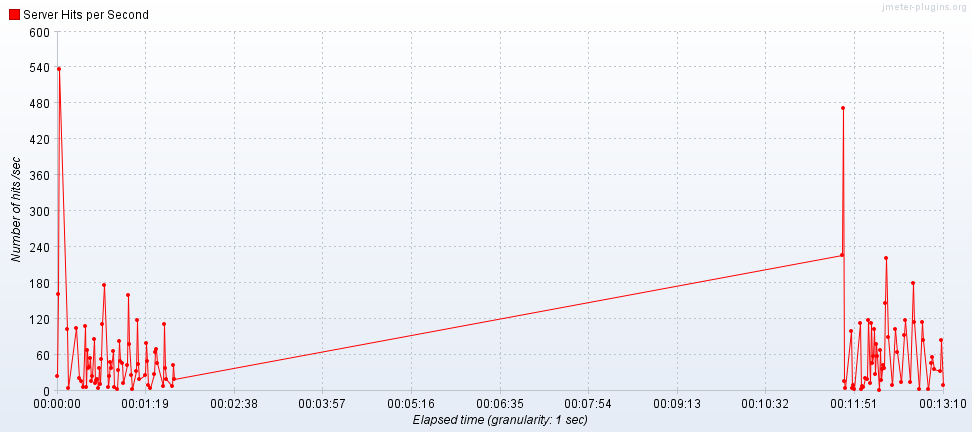 jmeter-plugins.org
Server Hits per Second
600
540
480
420
360
300
240
180
120
60
0
Number of hits /sec
00:00:00 00:01:19 00:02:38 00:03:57 00:05:16 00:06:35 00:07:54 00:09:13 00:10:32 00:11:51 00:13:10
Elapsed time (granularity: 1 sec)